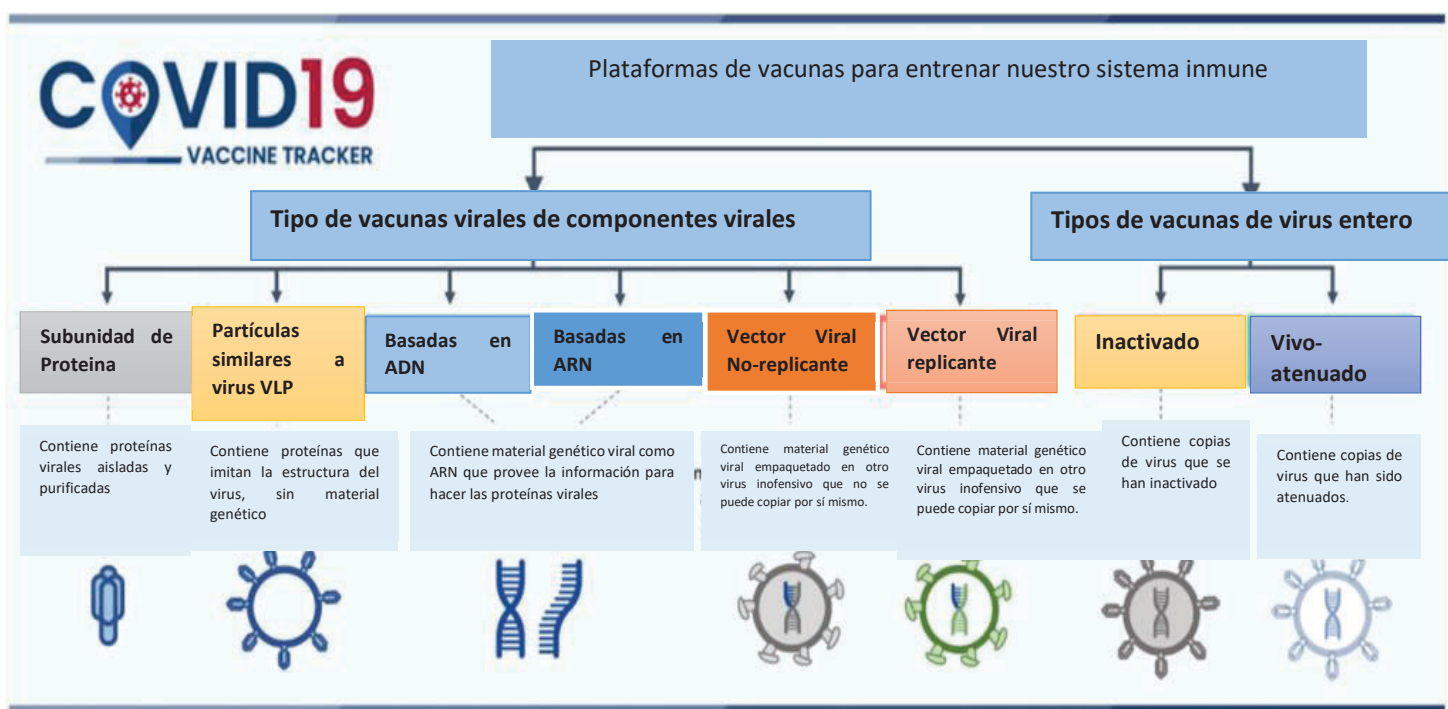 COVID19
VACCINE TRACKER
Plataformas de vacunas para entrenar nuestro sistema inmune
Tipo de vacunas virales de componentes virales
Tipos de vacunas de virus entero
Subunidad de
Proteina
Partículas
similares a
virus VLP
Basadas en
ADN
Basadas en
ARN
Vector Viral
No-replicante
Vector Viral
replicante
Inactivado
Vivo-
atenuado
Contiene proteínas
virales aisladas y
purificadas
Contiene proteínas que
imitan la estructura del
virus, sin material
genético
Contiene material genético viral como
ARN que provee la información para
hacer las proteínas virales
Contiene material genético
viral empaquetado en otro
virus inofensivo que no se
puede copiar por sí mismo.
Contiene material genético
viral empaquetado en otro
virus inofensivo que se
puede copiar por sí mismo.
Contiene copias
de virus que se
han inactivado
Contiene copias de
virus que han sido
atenuados.